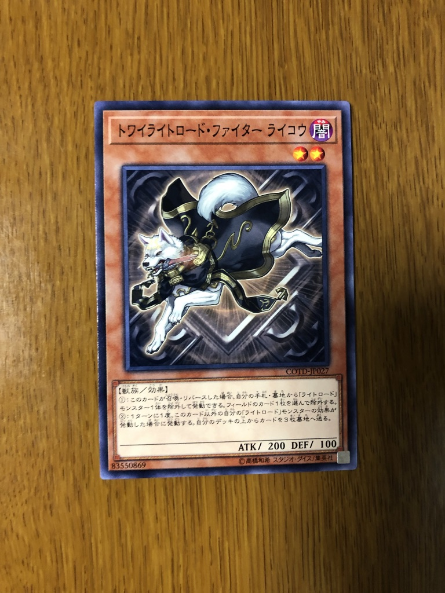 トワイライトロード・ファイター ライコウ
闇
COTD-JP027
【獣族／効果】
①：このカードが召喚・リバースした場合、自分の手札・墓地から「ライトロード」
モンスター1体を除外して発動できる。フィールドのカード1枚を選んで除外する。
②：1ターンに1度、このカード以外の自分の「ライトロード」モンスターの効果が
発動した場合に発動する。自分のデッキの上からカードを3枚墓地へ送る。
ATK/ 200 DEF/ 100
83550869
©高橋和希 スタジオ・ダイス/集英社